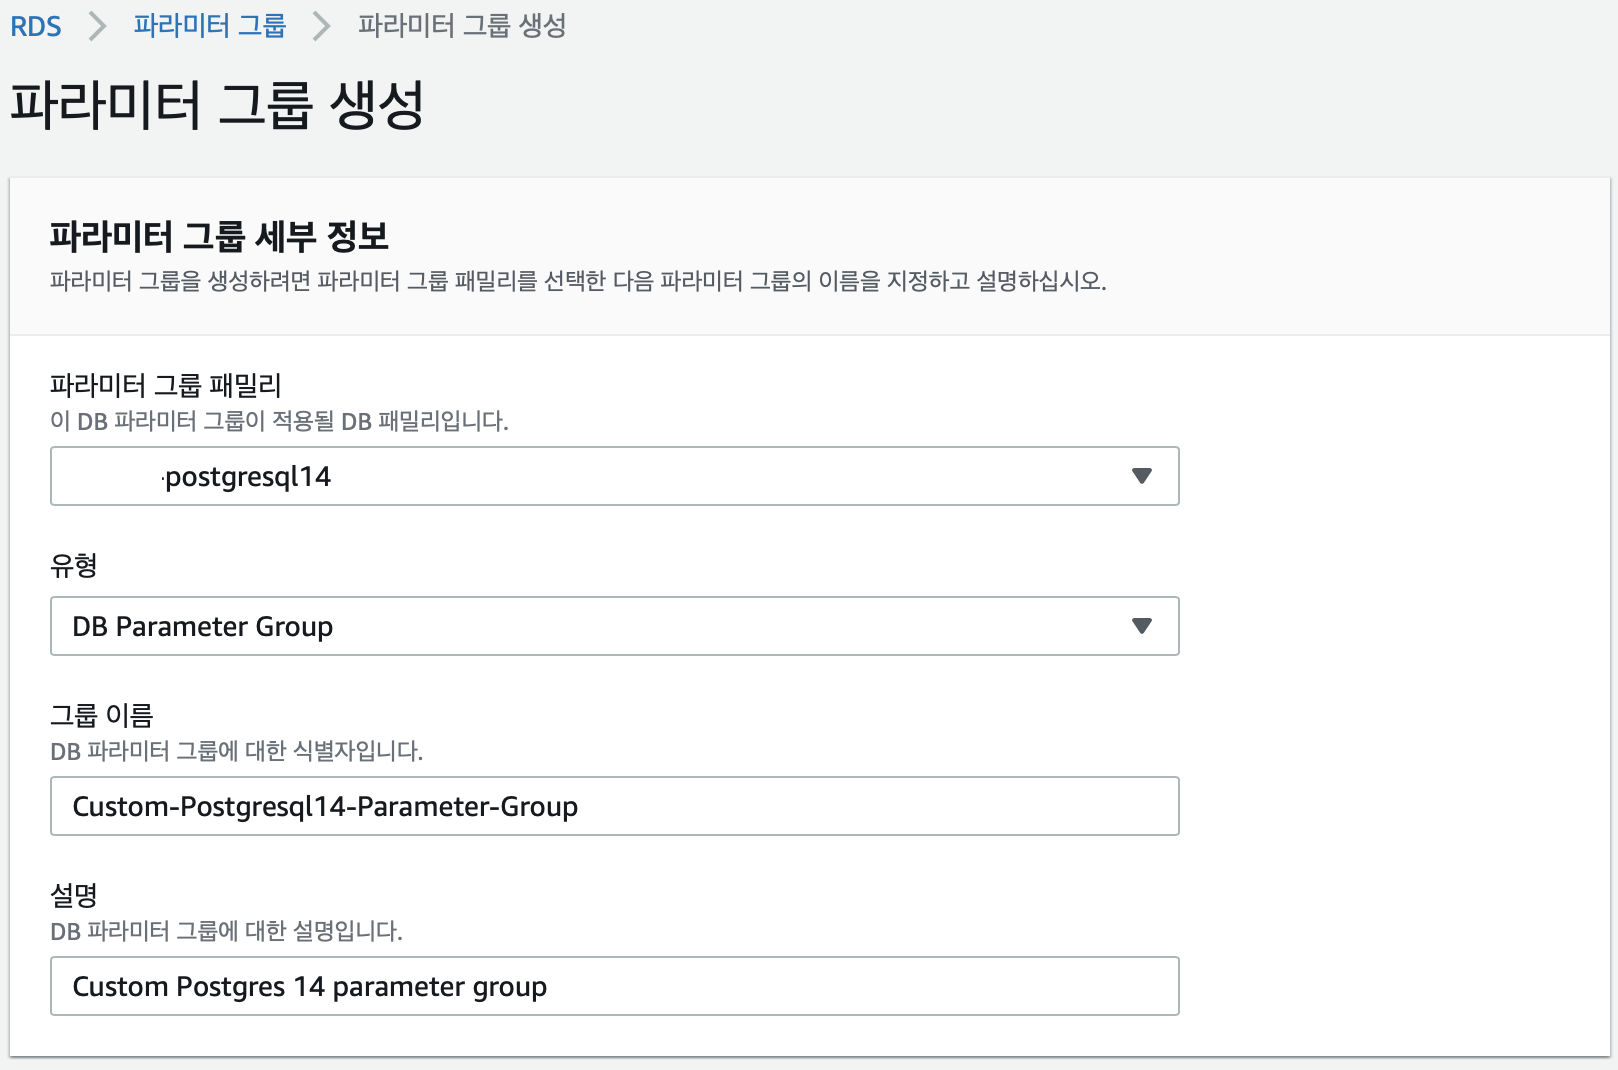 RDS > 파라미터 그룹 > 파라미터 그룹 생성
파라미터 그룹 생성
파라미터 그룹 세부 정보
파라미터 그룹을 생성하려면 파라미터 그룹 패밀리를 선택한 다음 파라미터 그룹의 이름을 지정하고 설명하십시오.
파라미터 그룹 패밀리
이 DB 파라미터 그룹이 적용될 DB 패밀리입니다.
postgresql14
유형
DB Parameter Group
그룹 이름
DB 파라미터 그룹에 대한 식별자입니다.
Custom-Postgresql14-Parameter-Group
설명
DB 파라미터 그룹에 대한 설명입니다.
Custom Postgres 14 parameter group